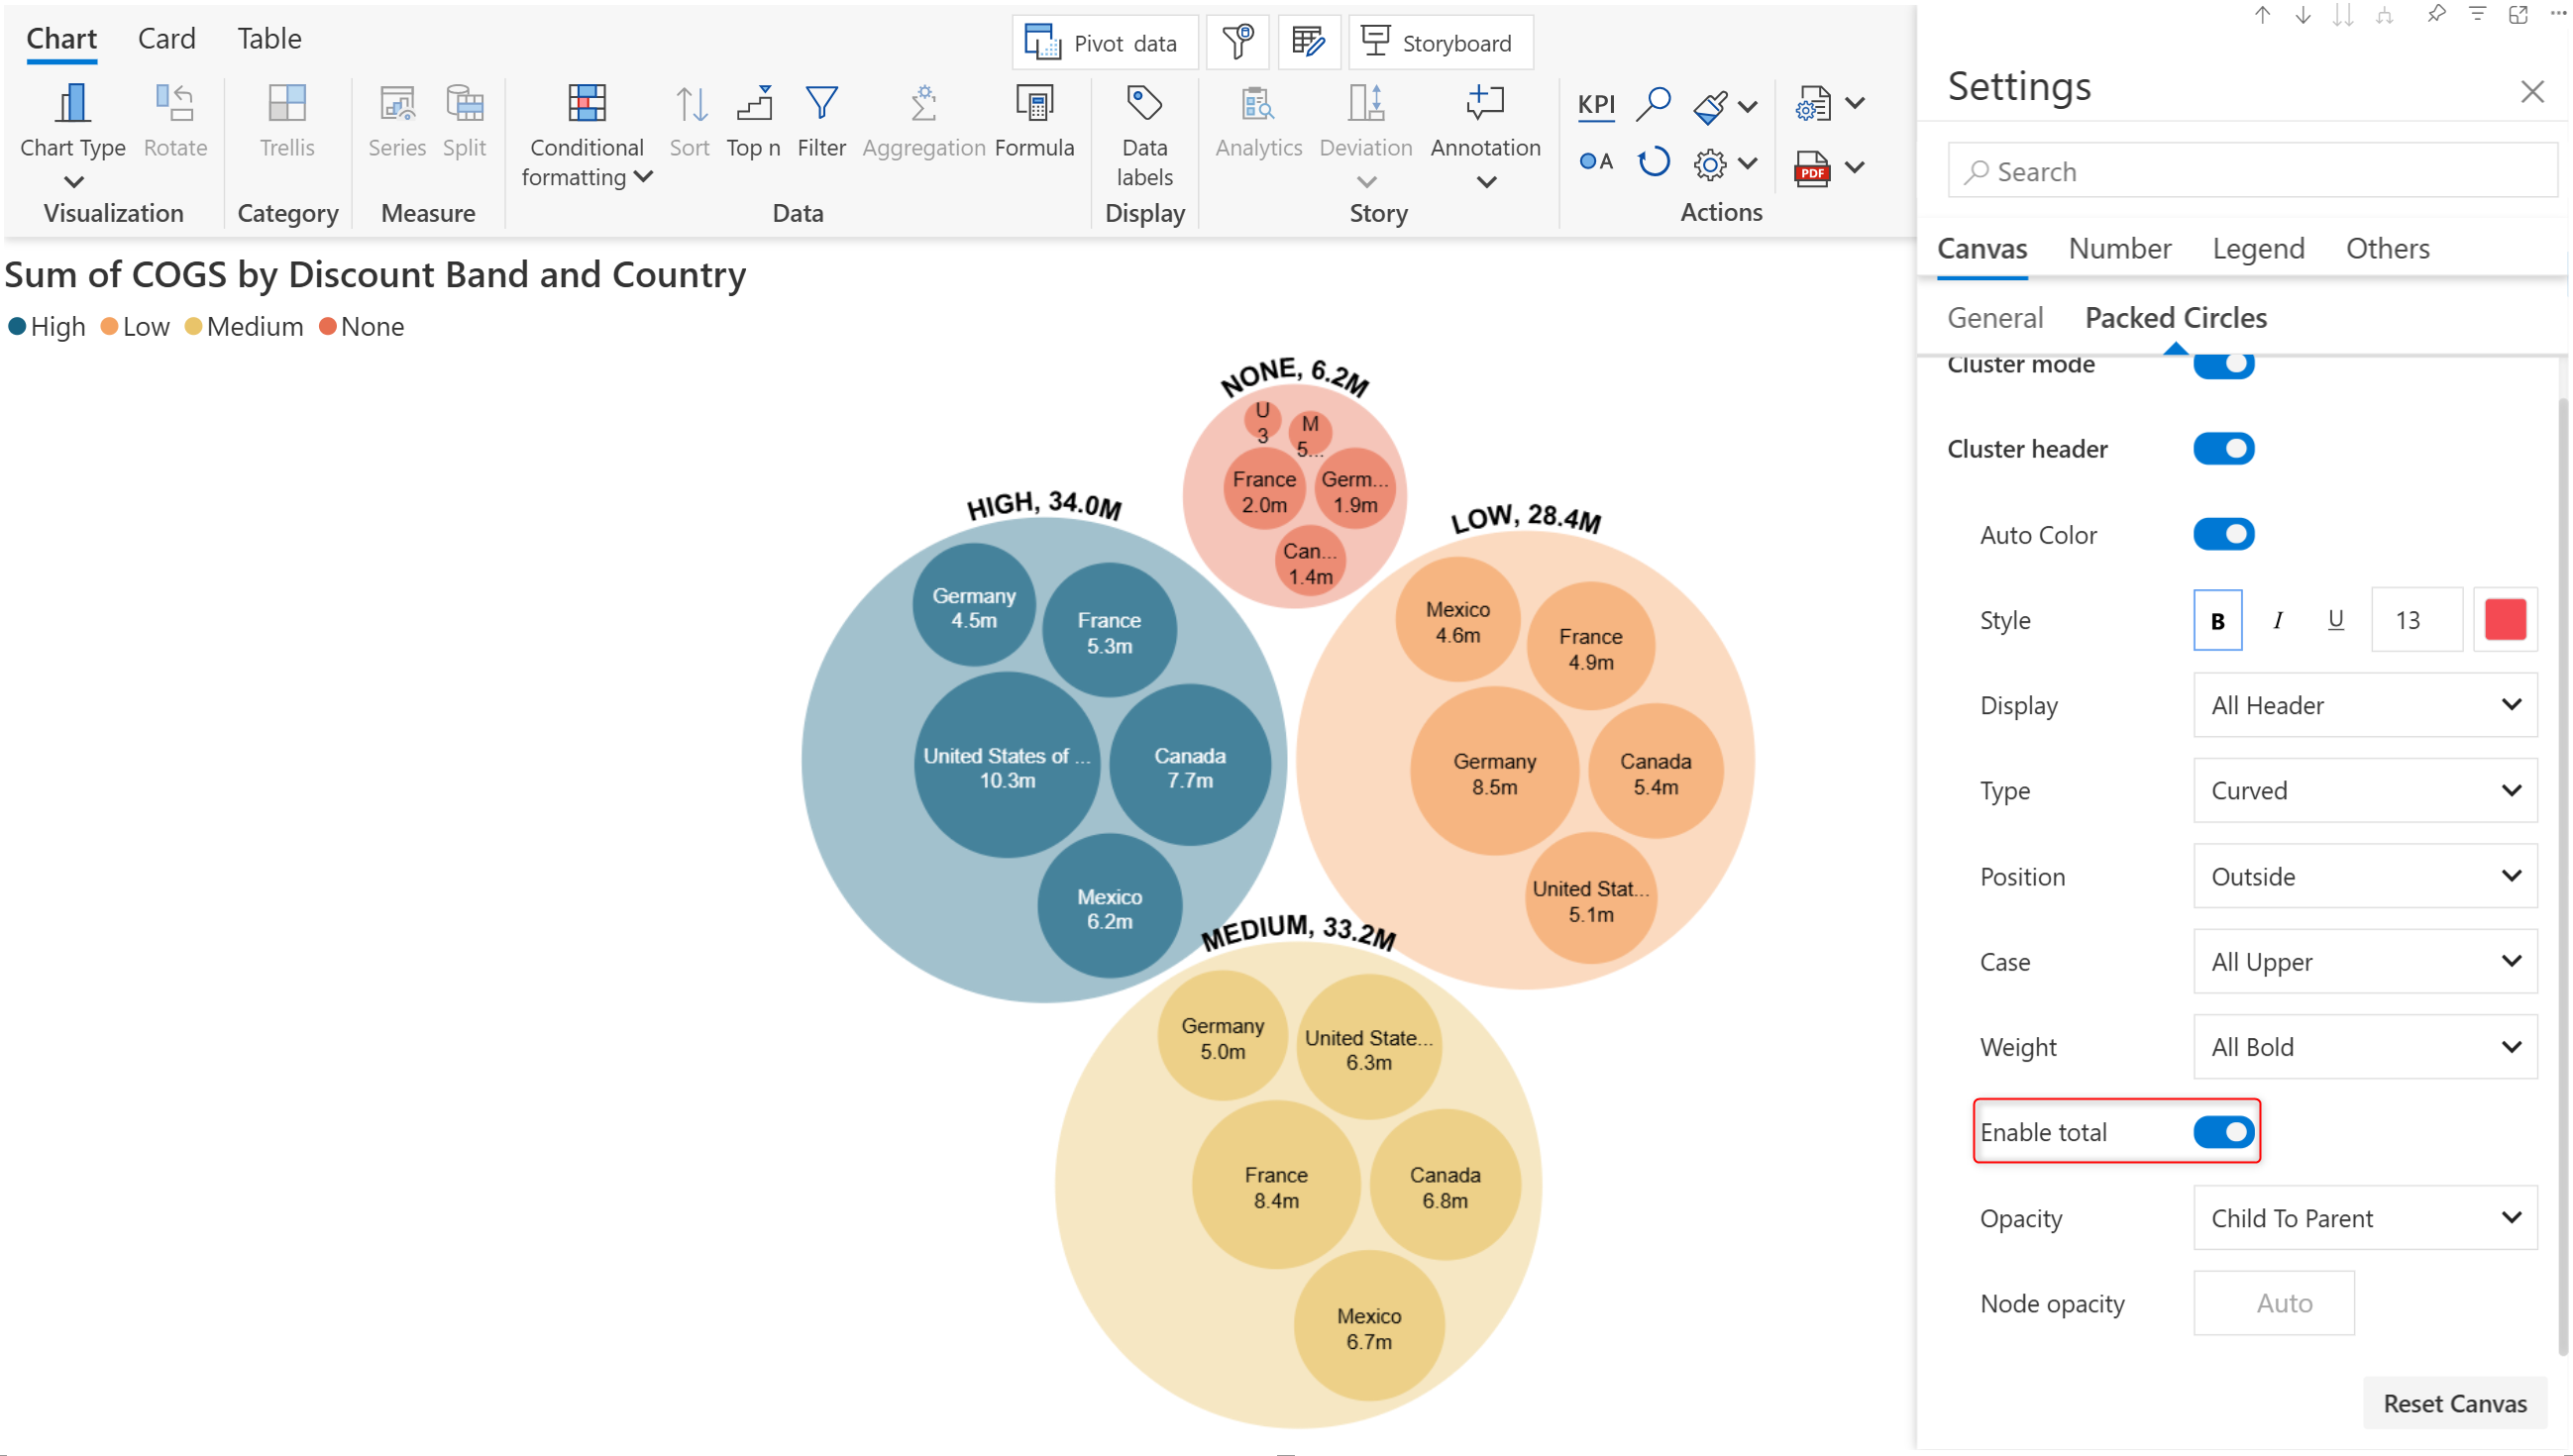 Chart Card Table
Pivot data Storyboard
Chart Type Rotate Trellis Series Split Conditional formatting Sort Top n Filter Aggregation Formula Data labels Analytics Deviation Annotation KPI A PDF
Visualization Category Measure Data Display Story Actions
Sum of COGS by Discount Band and Country
High Low Medium None
NONE, 6.2M
U
3
M
5...
France
2.0m
Germ...
1.9m
Can...
1.4m
HIGH, 34.0M
Germany
4.5m
France
5.3m
United States of ...
10.3m
Canada
7.7m
Mexico
6.2m
LOW, 28.4M
Mexico
4.6m
France
4.9m
Germany
8.5m
Canada
5.4m
United Stat...
5.1m
MEDIUM, 33.2M
Germany
5.0m
United State...
6.3m
France
8.4m
Canada
6.8m
Mexico
6.7m
Settings
Search
Canvas Number Legend Others
General Packed Circles
Cluster mode
Cluster header
Auto Color
Style B I U 13
Display All Header
Type Curved
Position Outside
Case All Upper
Weight All Bold
Enable total
Opacity Child To Parent
Node opacity Auto
Reset Canvas